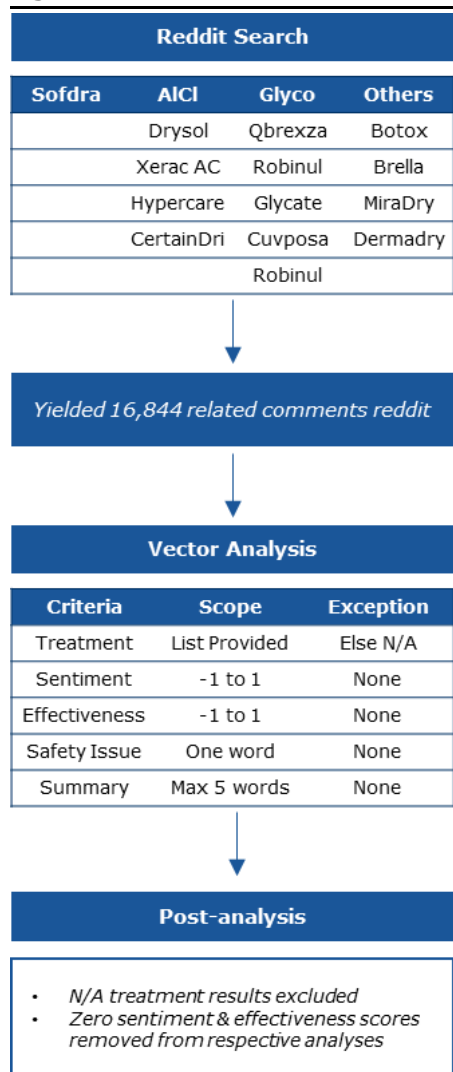 Reddit Search
Sofdra AlCl Glyco Others
Drysol Qbrexza Botox
Xerac AC Robinul Brella
Hypercare Glycate MiraDry
CertainDri Cuvposa Dermadry
Robinul
Yielded 16,844 related comments reddit
Vector Analysis
Criteria Scope Exception
Treatment List Provided Else N/A
Sentiment -1 to 1 None
Effectiveness -1 to 1 None
Safety Issue One word None
Summary Max 5 words None
Post-analysis
• N/A treatment results excluded
• Zero sentiment & effectiveness scores
removed from respective analyses